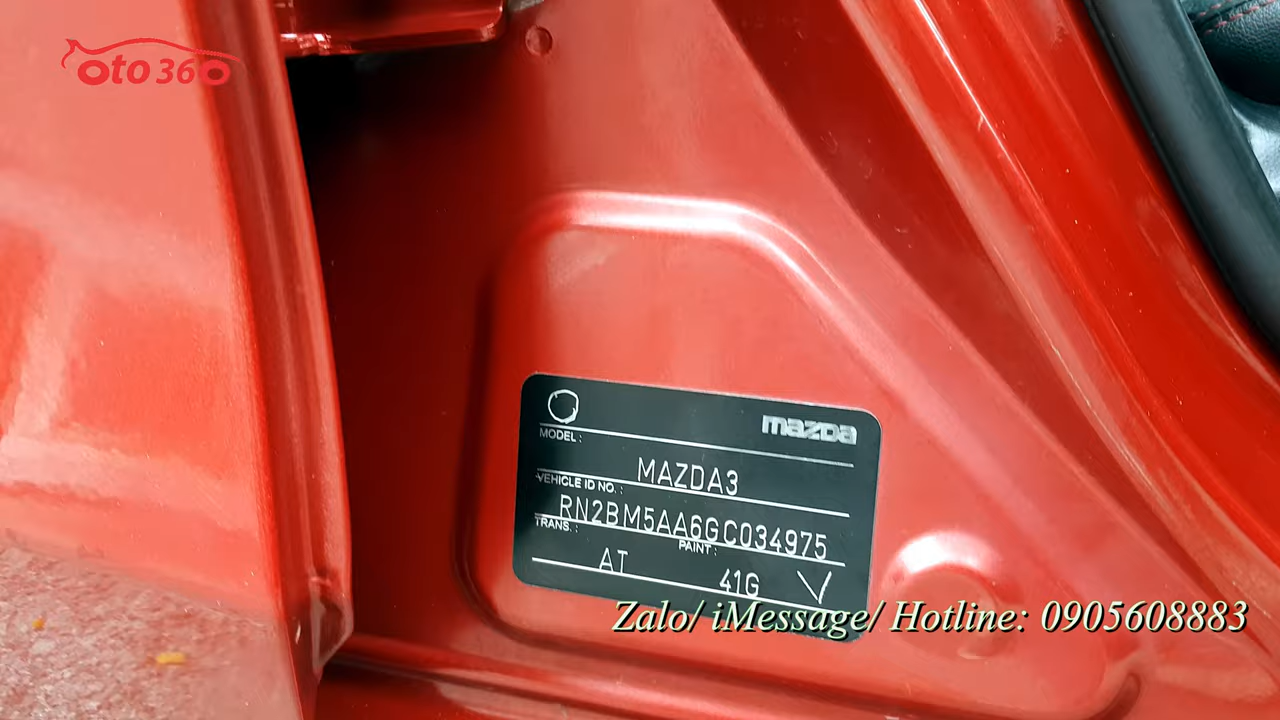 oto360
mazda
MODEL :
MAZDA3
VEHICLE ID NO. :
RN2BM5AA6GC034975
TRANS. : PAINT :
AT 41G V
Zalo/ iMessage/ Hotline: 0905608883